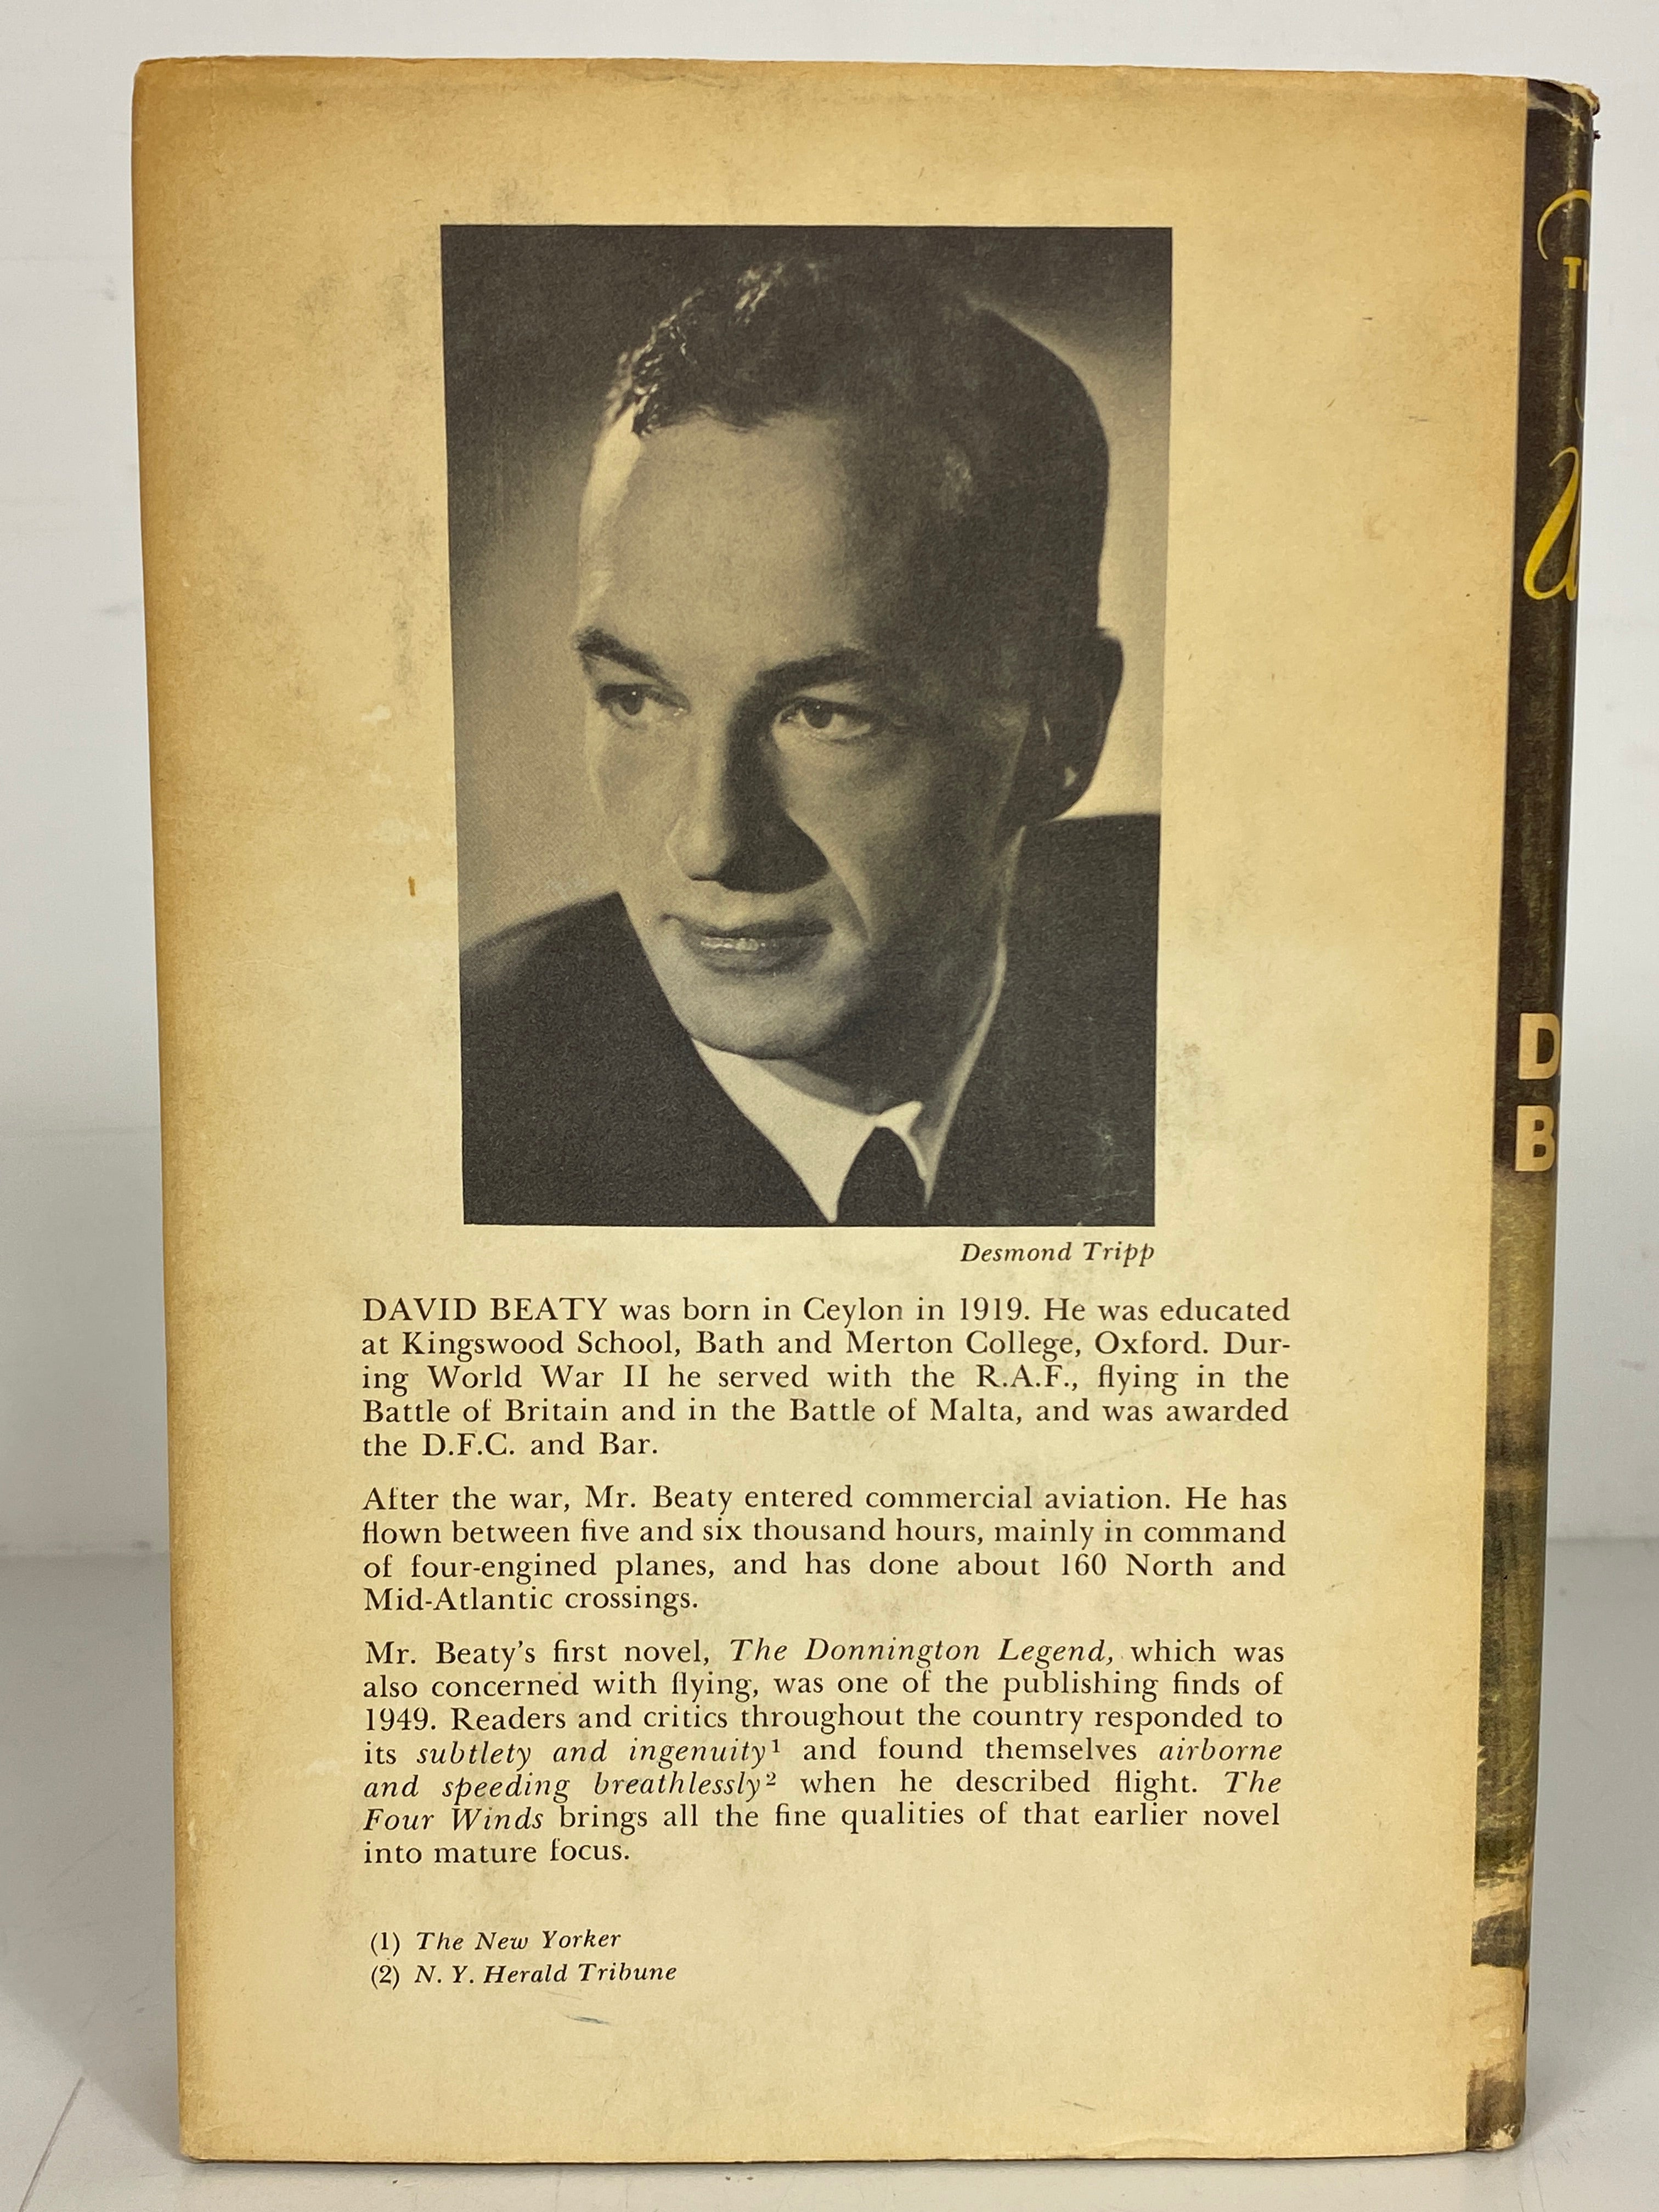 Desmond Tripp
DAVID BEATY was born in Ceylon in 1919. He was educated
at Kingswood School, Bath and Merton College, Oxford. Dur-
ing World War II he served with the R.A.F., flying in the
Battle of Britain and in the Battle of Malta, and was awarded
the D.F.C. and Bar.
After the war, Mr. Beaty entered commercial aviation. He has
flown between five and six thousand hours, mainly in command
of four-engined planes, and has done about 160 North and
Mid-Atlantic crossings.
Mr. Beaty's first novel, The Donnington Legend, which was
also concerned with flying, was one of the publishing finds of
1949. Readers and critics throughout the country responded to
its subtlety and ingenuity¹ and found themselves airborne
and speeding breathlessly² when he described flight. The
Four Winds brings all the fine qualities of that earlier novel
into mature focus.
(1) The New Yorker
(2) N. Y. Herald Tribune
D
B